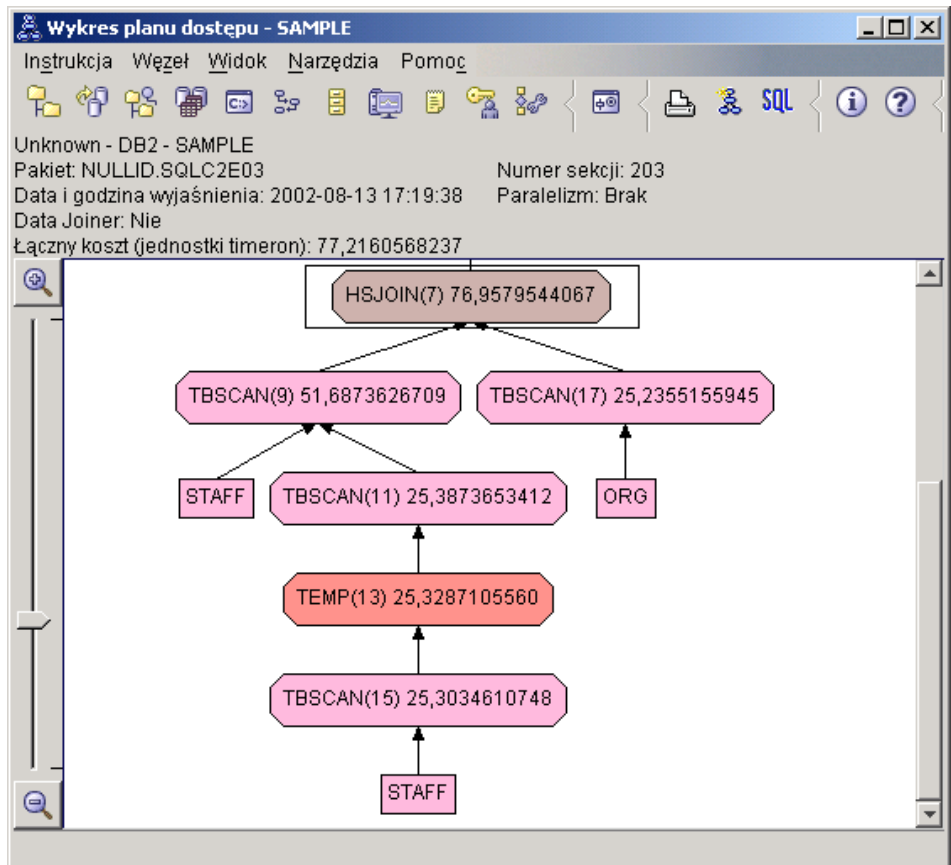 Wykres planu dostępu - SAMPLE
Instrukcja Węzeł Widok Narzędzia Pomoc
C:> SQL
Unknown - DB2 - SAMPLE
Pakiet: NULLID.SQLC2E03 Numer sekcji: 203
Data i godzina wyjaśnienia: 2002-08-13 17:19:38 Paralelizm: Brak
Data Joiner: Nie
Łączny koszt (jednostki timeron): 77,2160568237
HSJOIN(7) 76,9579544067
TBSCAN(9) 51,6873626709 TBSCAN(17) 25,2355155945
STAFF TBSCAN(11) 25,3873653412 ORG
TEMP(13) 25,3287105560
TBSCAN(15) 25,3034610748
STAFF